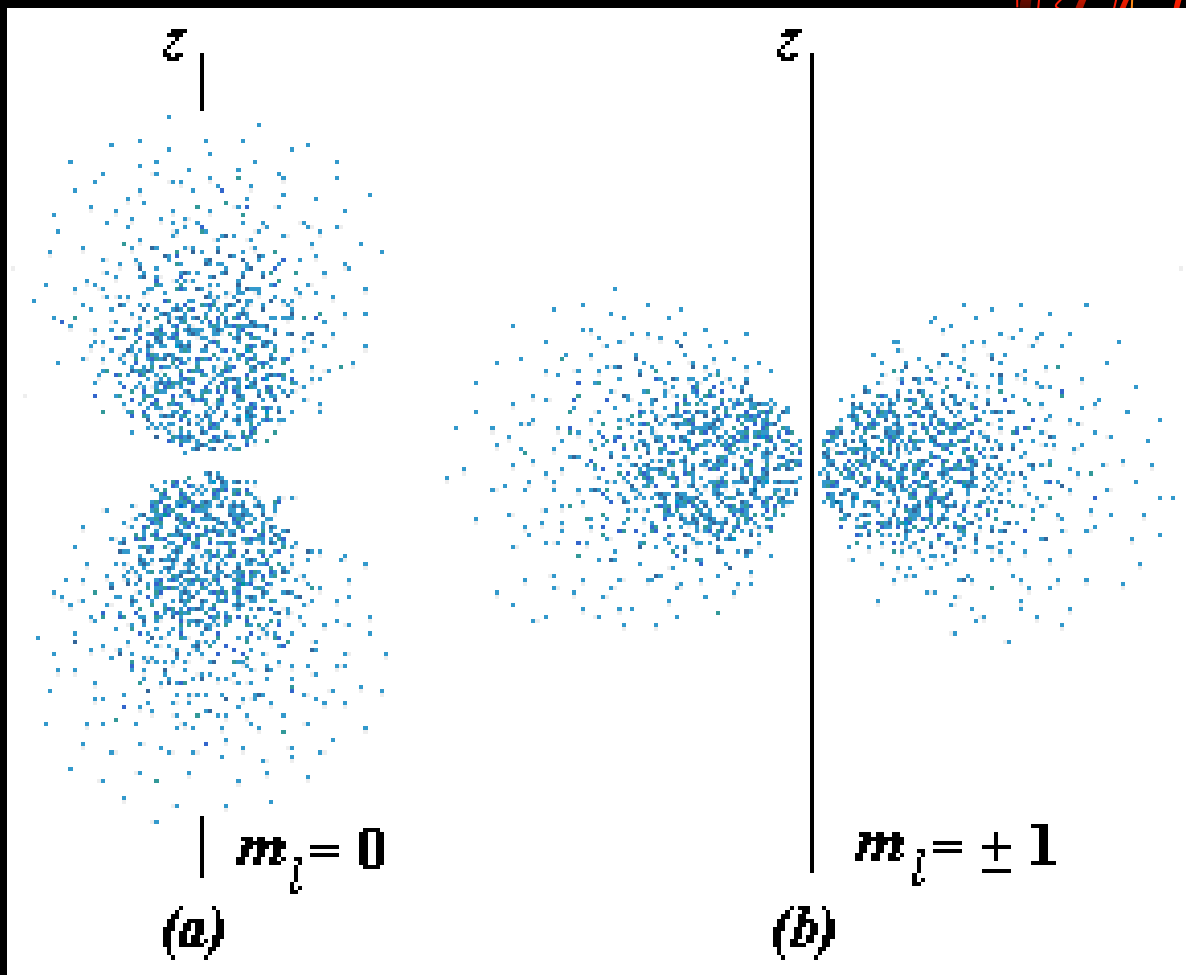 z
z
m_l = 0
m_l = ± 1
(a)
(b)